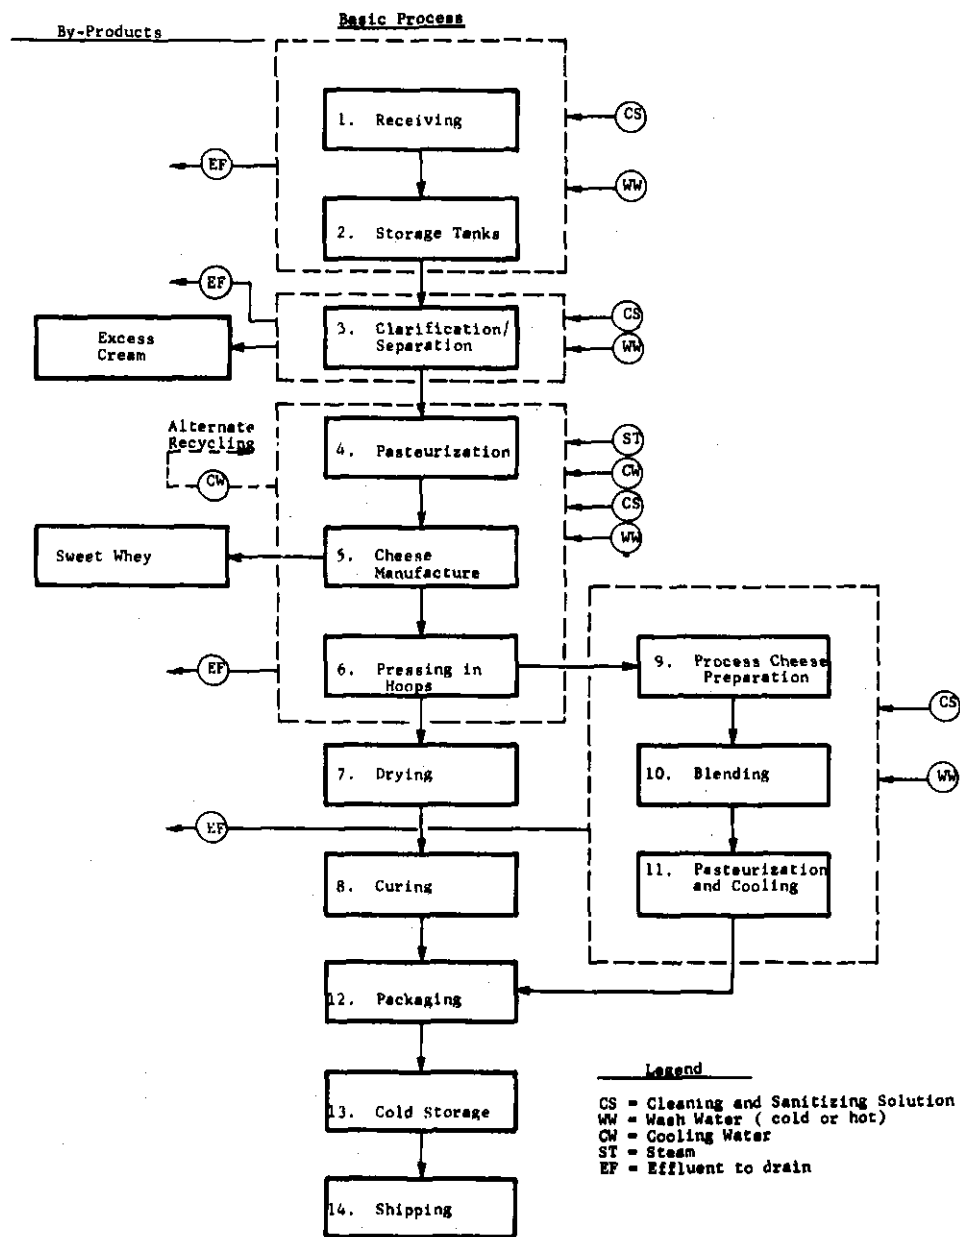 Basic Process
By-Products
1. Receiving
CS
EF
WW
2. Storage Tanks
EF
CS
3. Clarification/
Separation
WW
Excess
Cream
Alternate
Recycling
4. Pasteurization
ST
CW
CW
CS
WW
Sweet Whey
5. Cheese
Manufacture
EF
6. Pressing in
Hoops
9. Process Cheese
Preparation
CS
7. Drying
10. Blending
WW
EF
8. Curing
11. Pasteurization
and Cooling
12. Packaging
13. Cold Storage
14. Shipping
Legend
CS = Cleaning and Sanitizing Solution
WW = Wash Water ( cold or hot)
CW = Cooling Water
ST = Steam
EF = Effluent to drain